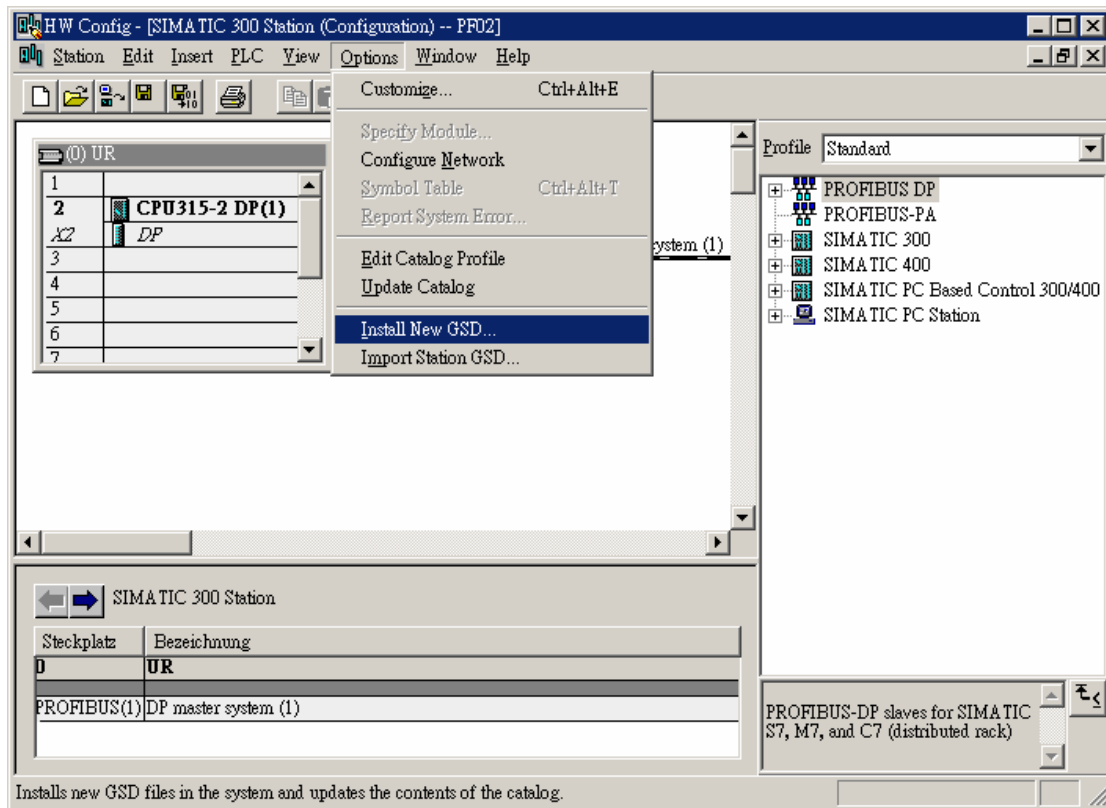 HW Config - [SIMATIC 300 Station (Configuration) -- PF02]
Station Edit Insert PLC View Options Window Help
Customize... Ctrl+Alt+E
Specify Module...
Configure Network
Symbol Table Ctrl+Alt+T
Report System Error...
Edit Catalog Profile
Update Catalog
Install New GSD...
Import Station GSD...
(0) UR
1
2 CPU315-2 DP(1)
X2 DP
3
4
5
6
7
ystem (1)
Profile Standard
PROFIBUS DP
PROFIBUS-PA
SIMATIC 300
SIMATIC 400
SIMATIC PC Based Control 300/400
SIMATIC PC Station
SIMATIC 300 Station
Steckplatz Bezeichnung
0 UR
PROFIBUS(1) DP master system (1)
PROFIBUS-DP slaves for SIMATIC
S7, M7, and C7 (distributed rack)
Installs new GSD files in the system and updates the contents of the catalog.